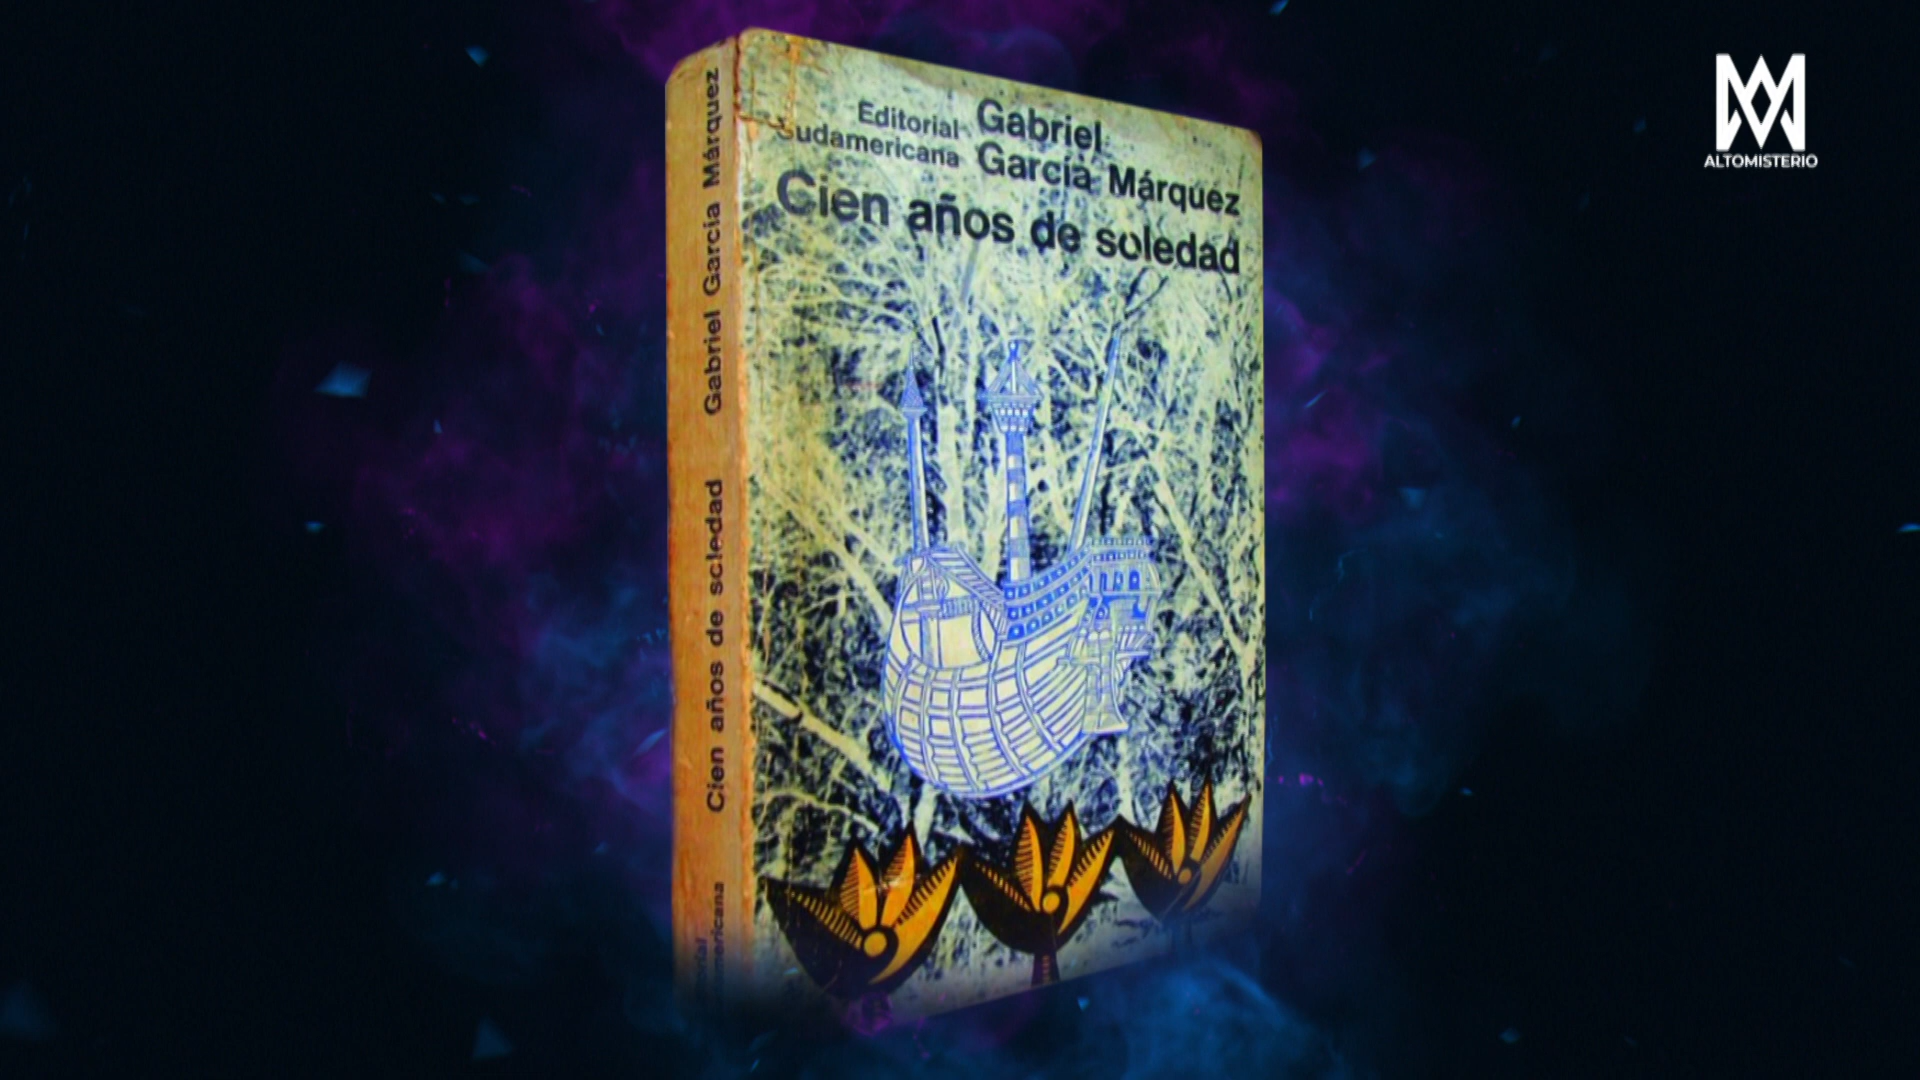 Editorial
Sudamericana
Gabriel
García Márquez
Cien años de soledad
Cien años de soledad Gabriel García Márquez
ALTOMISTERIO